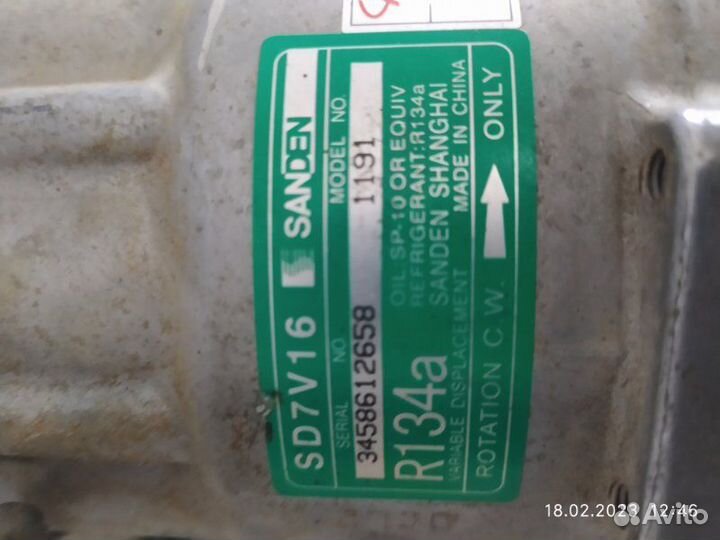 SD7V16 SANDEN
SERIAL NO. MODEL NO.
3458612658 1191
R134a
OIL SP-10 OR EQUIV
REFRIGERANT:R134a
SANDEN SHANGHAI
VARIABLE DISPLACEMENT MADE IN CHINA
ROTATION C.W. ONLY
18.02.2023 12:46
Avito